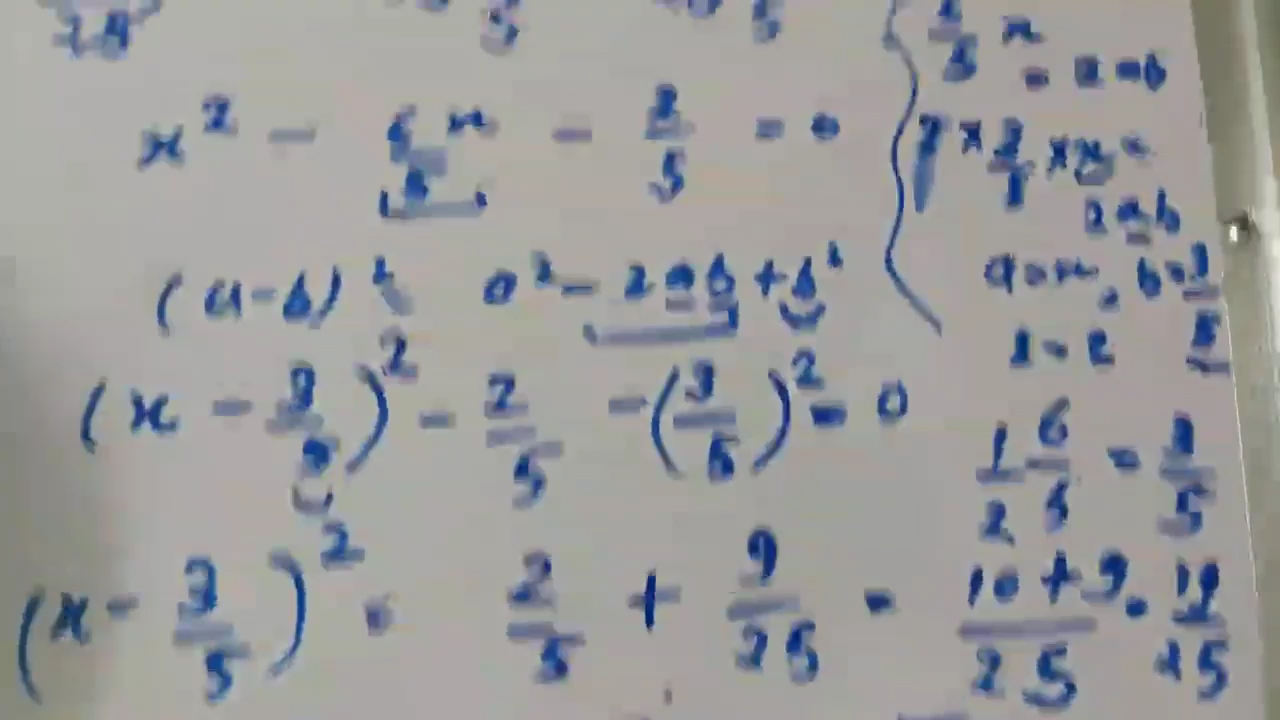 x² - 6/5 x - 2/5 = 0
(a-b)² a² - 2ab + b²
(x - 3/5)² - 2/5 - (3/5)² = 0
(x - 3/5)² = 2/5 + 9/25 = 10+9/25 = 19/25
= 2ab
2ab
a = x, b = 3/5
1/2 6/5 = 3/5